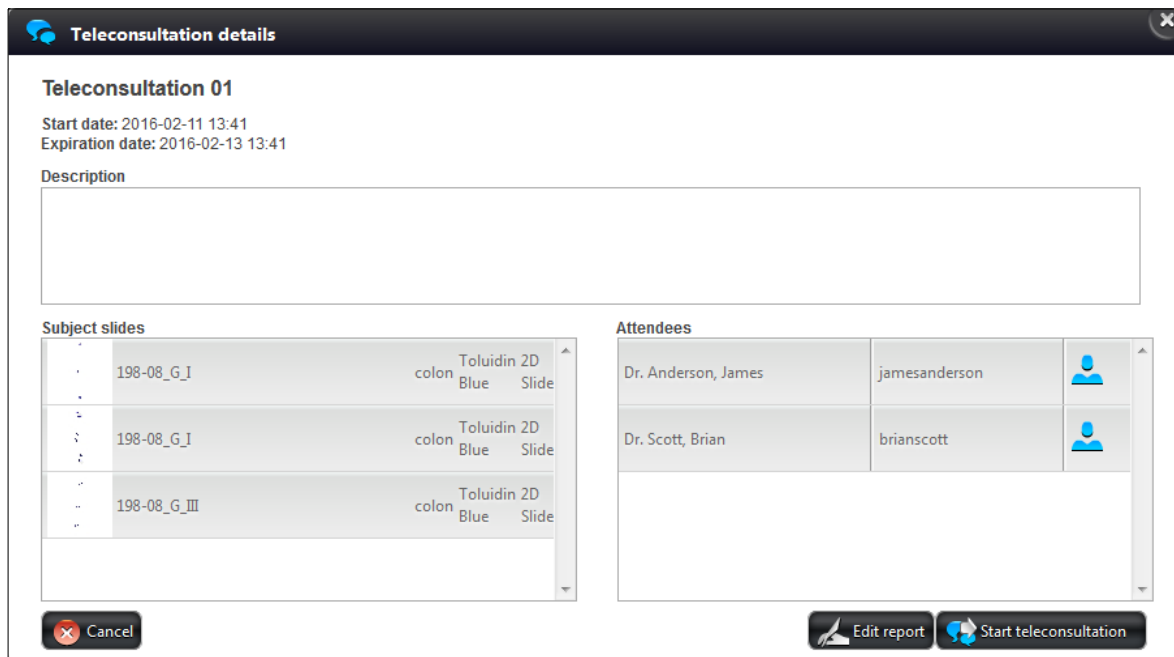 Teleconsultation details
Teleconsultation 01
Start date: 2016-02-11 13:41
Expiration date: 2016-02-13 13:41
Description
Subject slides
198-08_G_I colon Toluidin Blue 2D Slide
198-08_G_I colon Toluidin Blue 2D Slide
198-08_G_III colon Toluidin Blue 2D Slide
Attendees
Dr. Anderson, James jamesanderson
Dr. Scott, Brian brianscott
Cancel
Edit report
Start teleconsultation